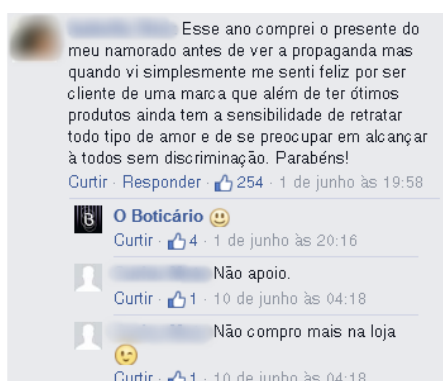 Esse ano comprei o presente do
meu namorado antes de ver a propaganda mas
quando vi simplesmente me senti feliz por ser
cliente de uma marca que além de ter ótimos
produtos ainda tem a sensibilidade de retratar
todo tipo de amor e de se preocupar em alcançar
à todos sem discriminação. Parabéns!
Curtir · Responder · 254 · 1 de junho às 19:58
B O Boticário
Curtir · 4 · 1 de junho às 20:16
Não apoio.
Curtir · 1 · 10 de junho às 04:18
Não compro mais na loja
Curtir · 1 · 10 de junho às 04:18